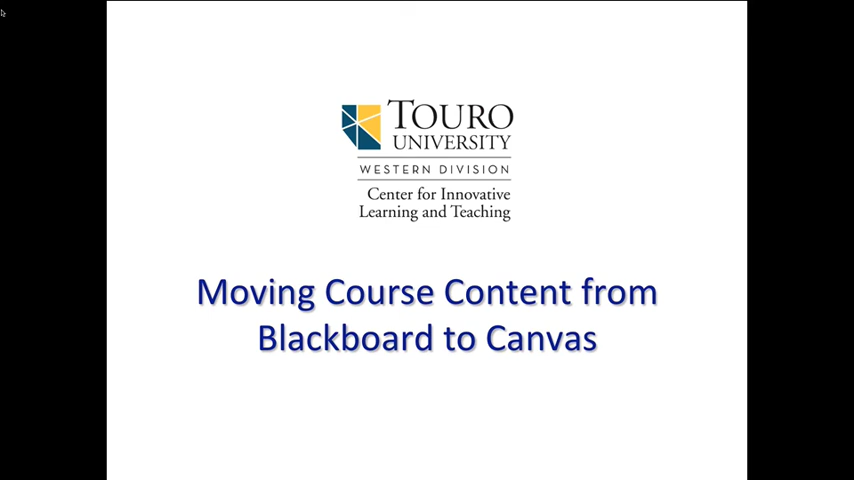 TOURO
UNIVERSITY
WESTERN DIVISION
Center for Innovative
Learning and Teaching
Moving Course Content from
Blackboard to Canvas